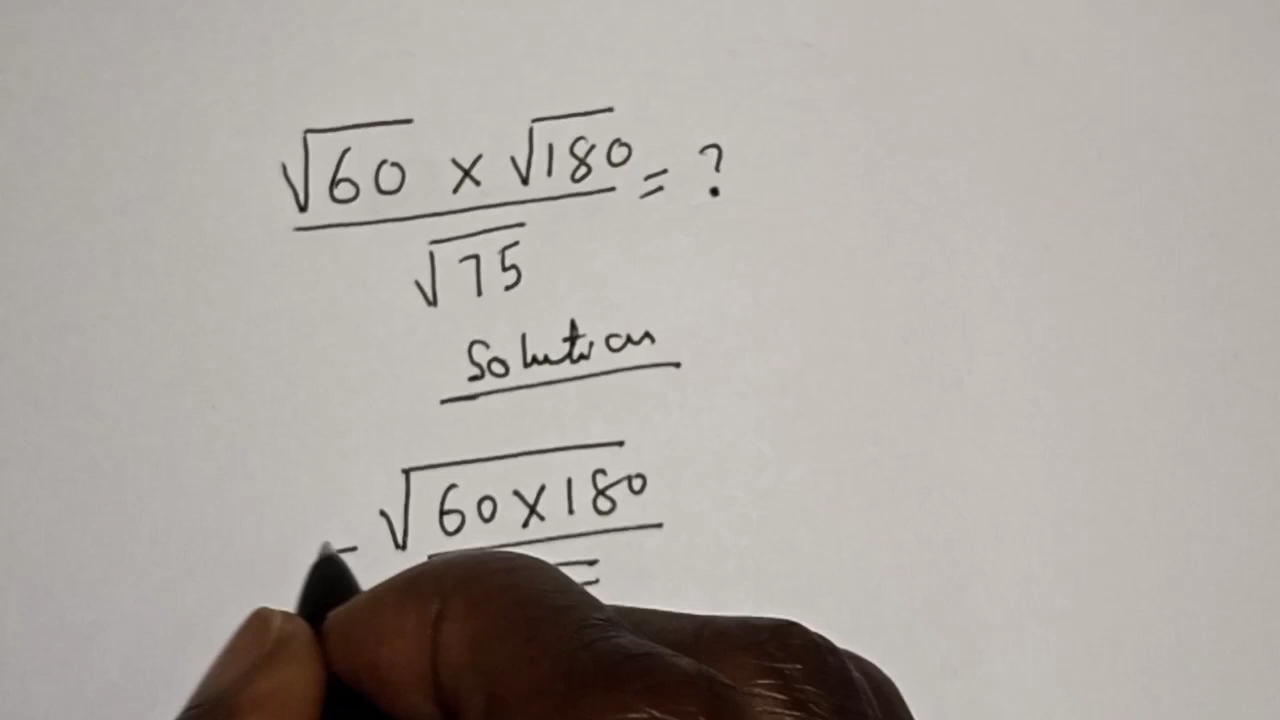 √60 × √180 = ?
√75
Solution
√60×180